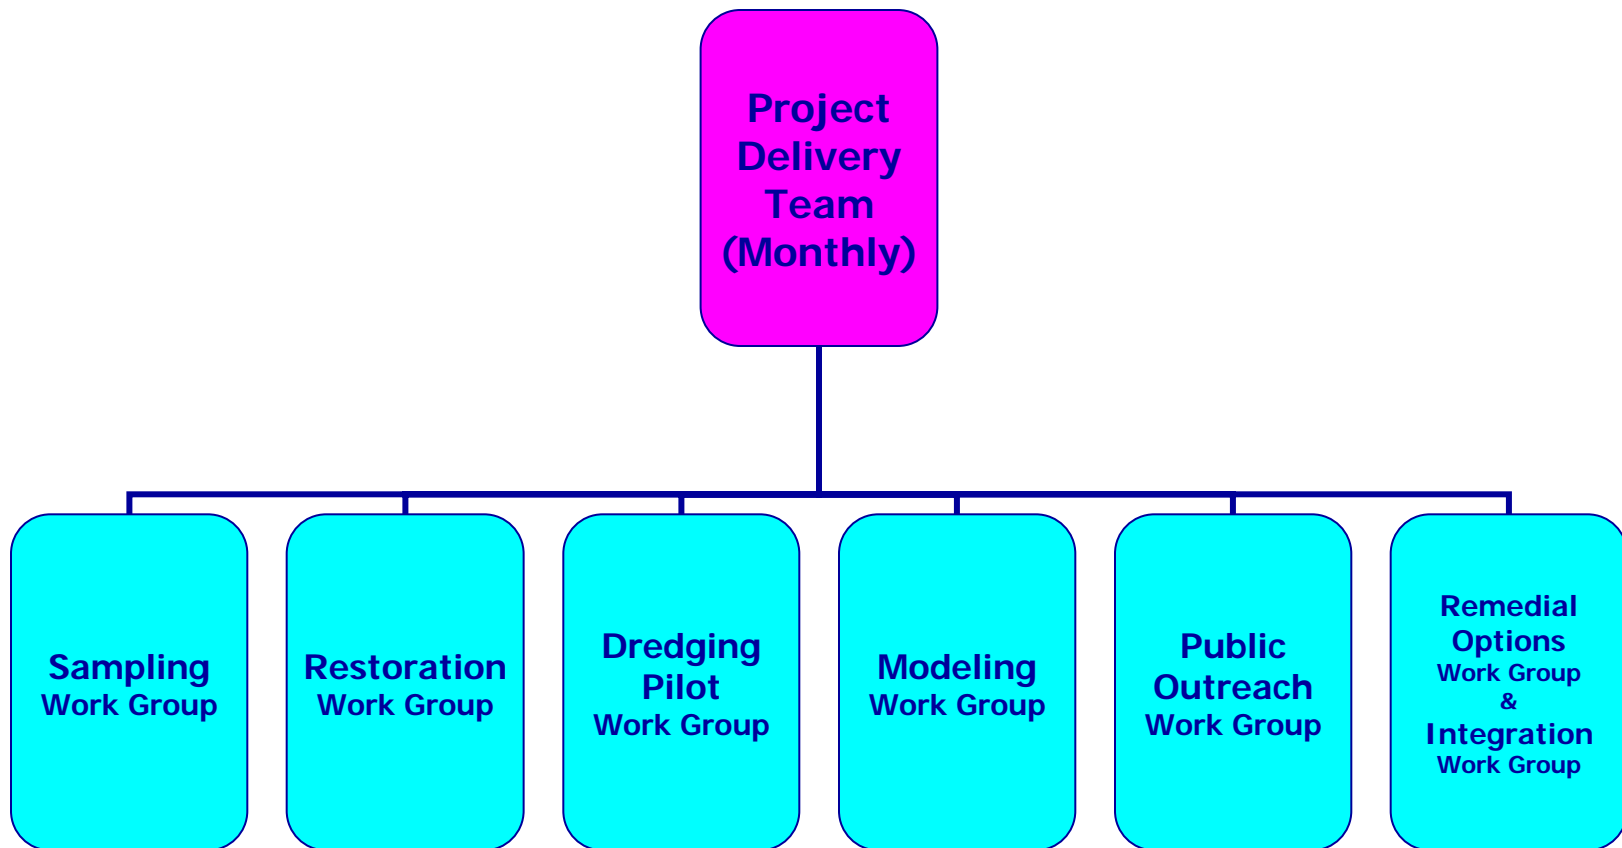 Project
Delivery
Team
(Monthly)
Sampling
Work Group
Restoration
Work Group
Dredging
Pilot
Work Group
Modeling
Work Group
Public
Outreach
Work Group
Remedial
Options
Work Group
&
Integration
Work Group